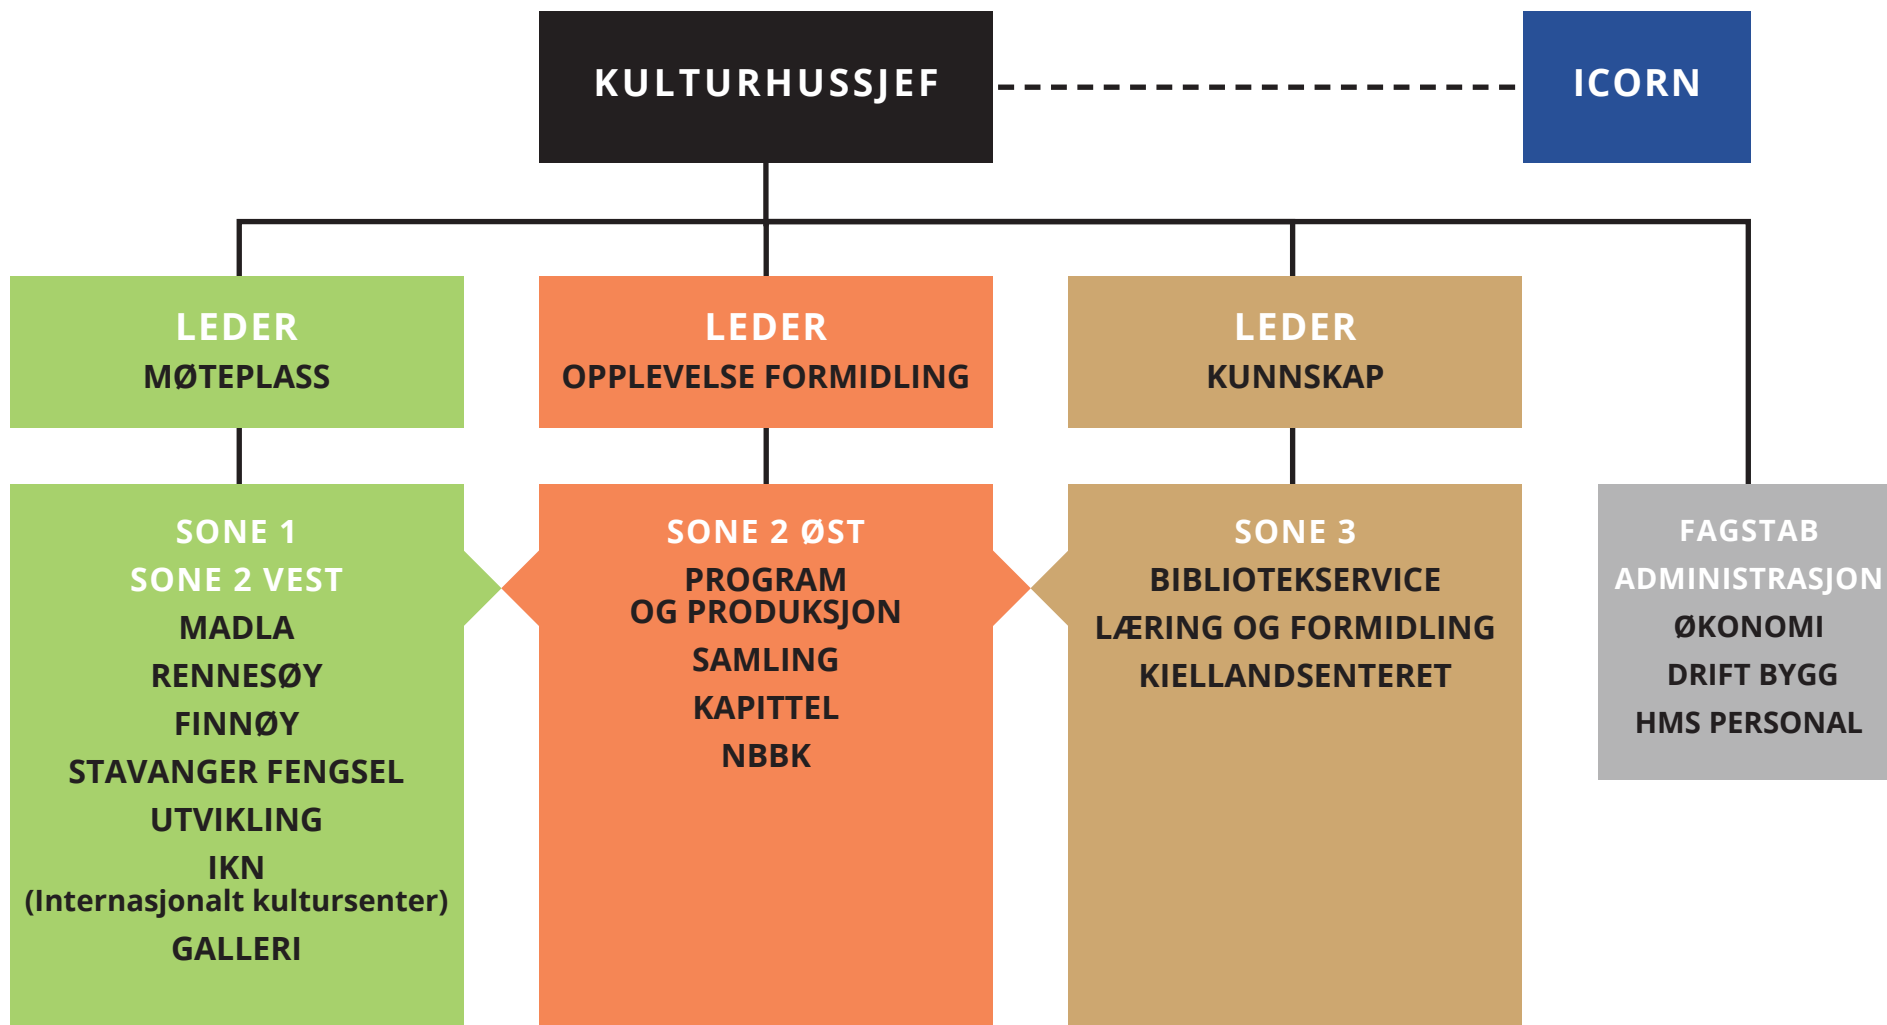 KULTURHUSSJEF
ICORN
LEDER
MØTEPLASS
LEDER
OPPLEVELSE FORMIDLING
LEDER
KUNNSKAP
SONE 1
SONE 2 VEST
MADLA
RENNESØY
FINNØY
STAVANGER FENGSEL
UTVIKLING
IKN
(Internasjonalt kultursenter)
GALLERI
SONE 2 ØST
PROGRAM
OG PRODUKSJON
SAMLING
KAPITTEL
NBBK
SONE 3
BIBLIOTEKSERVICE
LÆRING OG FORMIDLING
KIELLANDSENTERET
FAGSTAB
ADMINISTRASJON
ØKONOMI
DRIFT BYGG
HMS PERSONAL